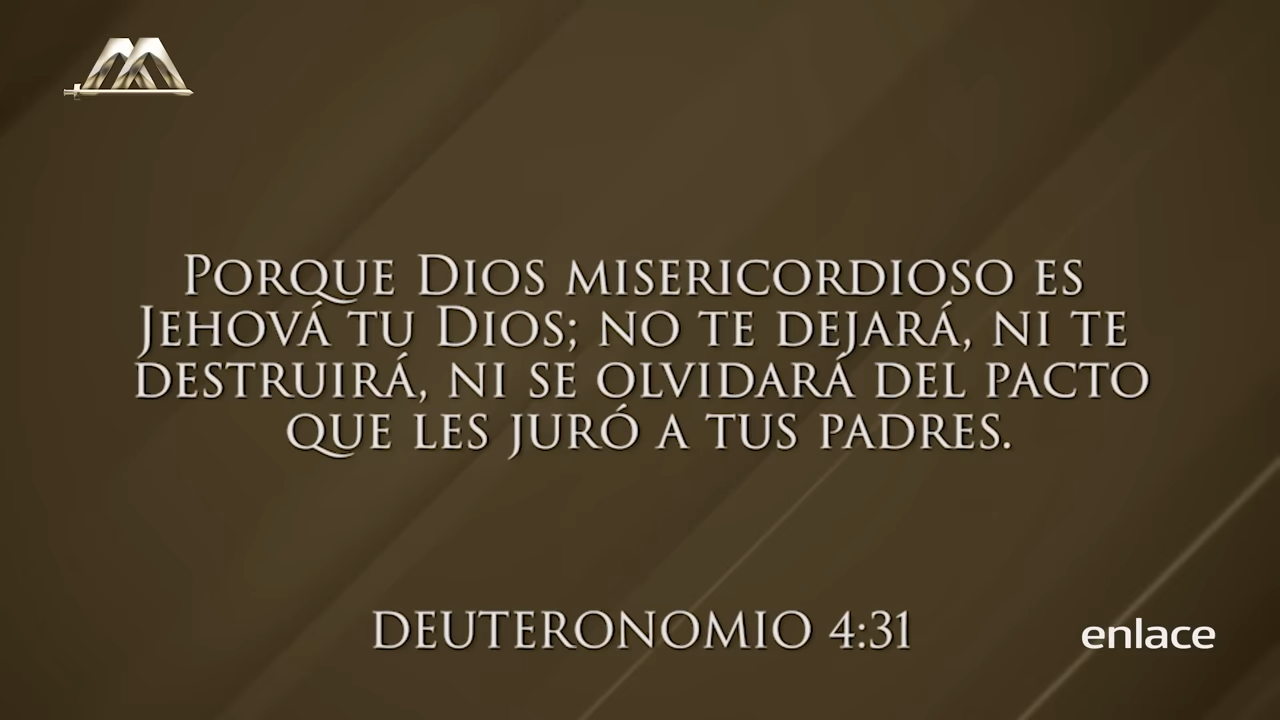 Porque Dios misericordioso es
Jehová tu Dios; no te dejará, ni te
destruirá, ni se olvidará del pacto
que les juró a tus padres.
DEUTERONOMIO 4:31
enlace